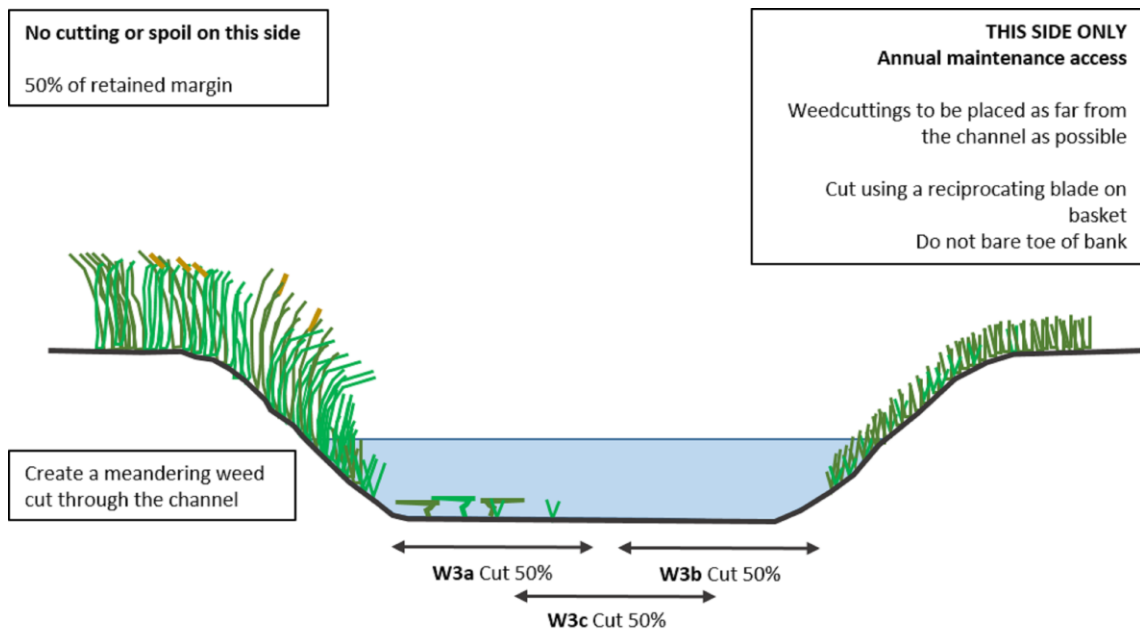 No cutting or spoil on this side
50% of retained margin
THIS SIDE ONLY
Annual maintenance access
Weedcuttings to be placed as far from
the channel as possible
Cut using a reciprocating blade on
basket
Do not bare toe of bank
Create a meandering weed
cut through the channel
W3a Cut 50%
W3b Cut 50%
W3c Cut 50%